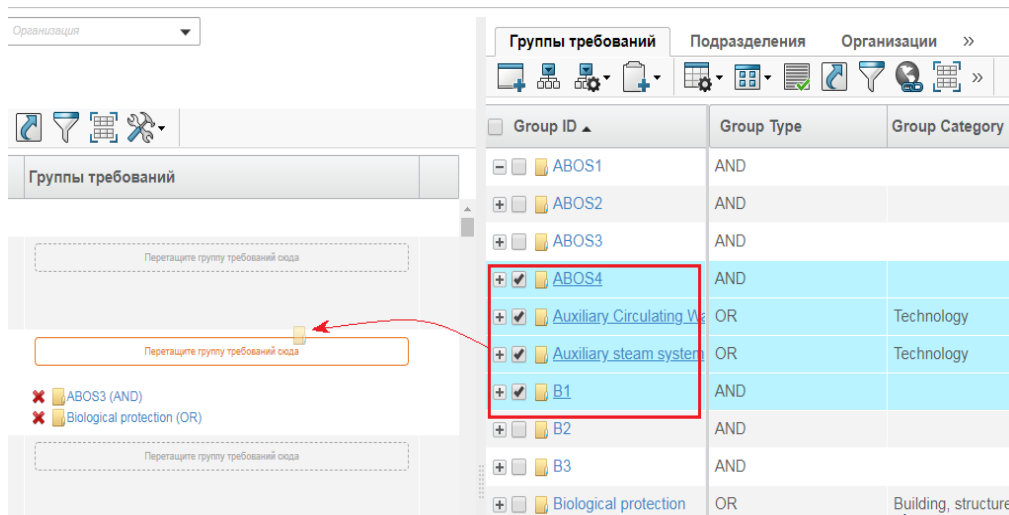 Организация
Группы требований
Перетащите группу требований сюда
Перетащите группу требований сюда
ABOS3 (AND)
Biological protection (OR)
Перетащите группу требований сюда
Группы требований Подразделения Организации »
»
Group ID Group Type Group Category
ABOS1 AND
ABOS2 AND
ABOS3 AND
ABOS4 AND
Auxiliary Circulating Wa OR Technology
Auxiliary steam system OR Technology
B1 AND
B2 AND
B3 AND
Biological protection OR Building, structure